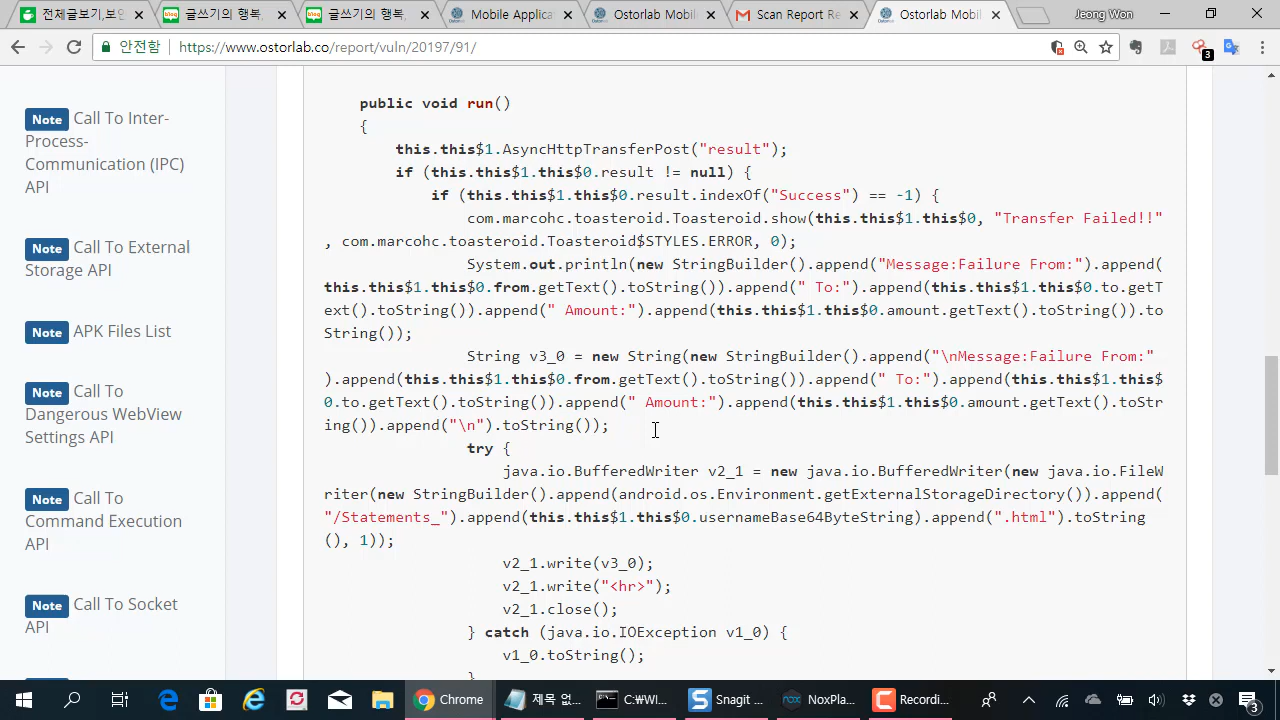 전체글보기,보인
글쓰기의 행복,
글쓰기의 행복,
Mobile Applica
Ostorlab Mobil
Scan Report Re
Ostorlab Mobil
Jeong Won
안전함
https://www.ostorlab.co/report/vuln/20197/91/
3
Note Call To Inter-
Process-
Communication (IPC)
API
Note Call To External
Storage API
Note APK Files List
Note Call To
Dangerous WebView
Settings API
Note Call To
Command Execution
API
Note Call To Socket
API
public void run()
{
this.this$1.AsyncHttpTransferPost("result");
if (this.this$1.this$0.result != null) {
if (this.this$1.this$0.result.indexOf("Success") == -1) {
com.marcohc.toasteroid.Toasteroid.show(this.this$1.this$0, "Transfer Failed!!"
, com.marcohc.toasteroid.Toasteroid$STYLES.ERROR, 0);
System.out.println(new StringBuilder().append("Message:Failure From:").append(
this.this$1.this$0.from.getText().toString()).append(" To:").append(this.this$1.this$0.to.getT
ext().toString()).append(" Amount:").append(this.this$1.this$0.amount.getText().toString()).to
String());
String v3_0 = new String(new StringBuilder().append("\nMessage:Failure From:"
).append(this.this$1.this$0.from.getText().toString()).append(" To:").append(this.this$1.this$
0.to.getText().toString()).append(" Amount:").append(this.this$1.this$0.amount.getText().toStr
ing()).append("\n").toString());
try {
java.io.BufferedWriter v2_1 = new java.io.BufferedWriter(new java.io.FileW
riter(new StringBuilder().append(android.os.Environment.getExternalStorageDirectory()).append(
"/Statements_").append(this.this$1.this$0.usernameBase64ByteString).append(".html").toString
(), 1));
v2_1.write(v3_0);
v2_1.write("<hr>");
v2_1.close();
} catch (java.io.IOException v1_0) {
v1_0.toString();
}
Chrome
제목 없...
C:₩WI...
Snagit ...
NoxPla...
Recordi...
3